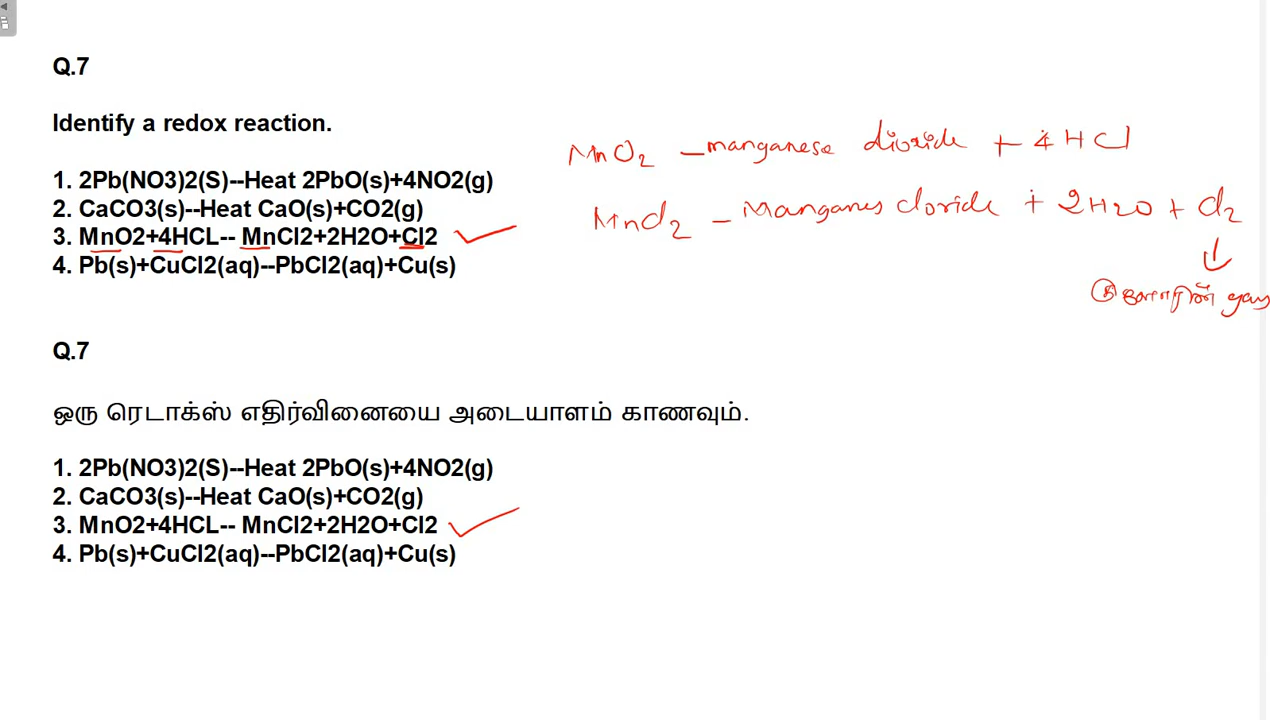 Q.7
Identify a redox reaction.
1. 2Pb(NO3)2(S)--Heat 2PbO(s)+4NO2(g)
2. CaCO3(s)--Heat CaO(s)+CO2(g)
3. MnO2+4HCL-- MnCl2+2H2O+Cl2
4. Pb(s)+CuCl2(aq)--PbCl2(aq)+Cu(s)
MnO2 – manganese dioxide + 4HCl
MnCl2 – Manganes cloride + 2H2O + Cl2
gas
Q.7
ஒரு ரெடாக்ஸ் எதிர்வினையை அடையாளம் காணவும்.
1. 2Pb(NO3)2(S)--Heat 2PbO(s)+4NO2(g)
2. CaCO3(s)--Heat CaO(s)+CO2(g)
3. MnO2+4HCL-- MnCl2+2H2O+Cl2
4. Pb(s)+CuCl2(aq)--PbCl2(aq)+Cu(s)